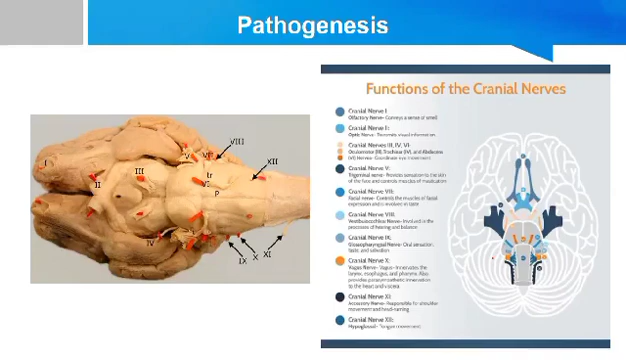 Pathogenesis
Functions of the Cranial Nerves
Cranial Nerve I
Olfactory Nerve- Conveys a sense of smell
Cranial Nerve II:
Optic Nerve- Transmits visual information
Cranial Nerves III, IV, VI
Oculomotor (III), Trochlear (IV), and Abducens
(VI) Nerves- Coordinate eye movement
Cranial Nerve V:
Trigeminal nerve- Provides sensation to the skin
of the face and controls muscles of mastication
Cranial Nerve VII:
Facial nerve- Controls the muscles of facial
expression and is involved in taste
Cranial Nerve VIII:
Vestibulocochlear Nerve- Involved in the
processes of hearing and balance
Cranial Nerve IX:
Glossopharyngeal Nerve- Oral sensation,
taste, and salivation
Cranial Nerve X:
Vagus Nerve- Vagus- Innervates the
larynx, esophagus, and pharynx. Also
provides parasympathetic innervation
to the heart and viscera
Cranial Nerve XI:
Accessory Nerve- Responsible for shoulder
movement and head-turning
Cranial Nerve XII:
Hypoglossal- Tongue movement
I
II
III
IV
V
VI
VII
VIII
XII
tr
P
IX
X
XI